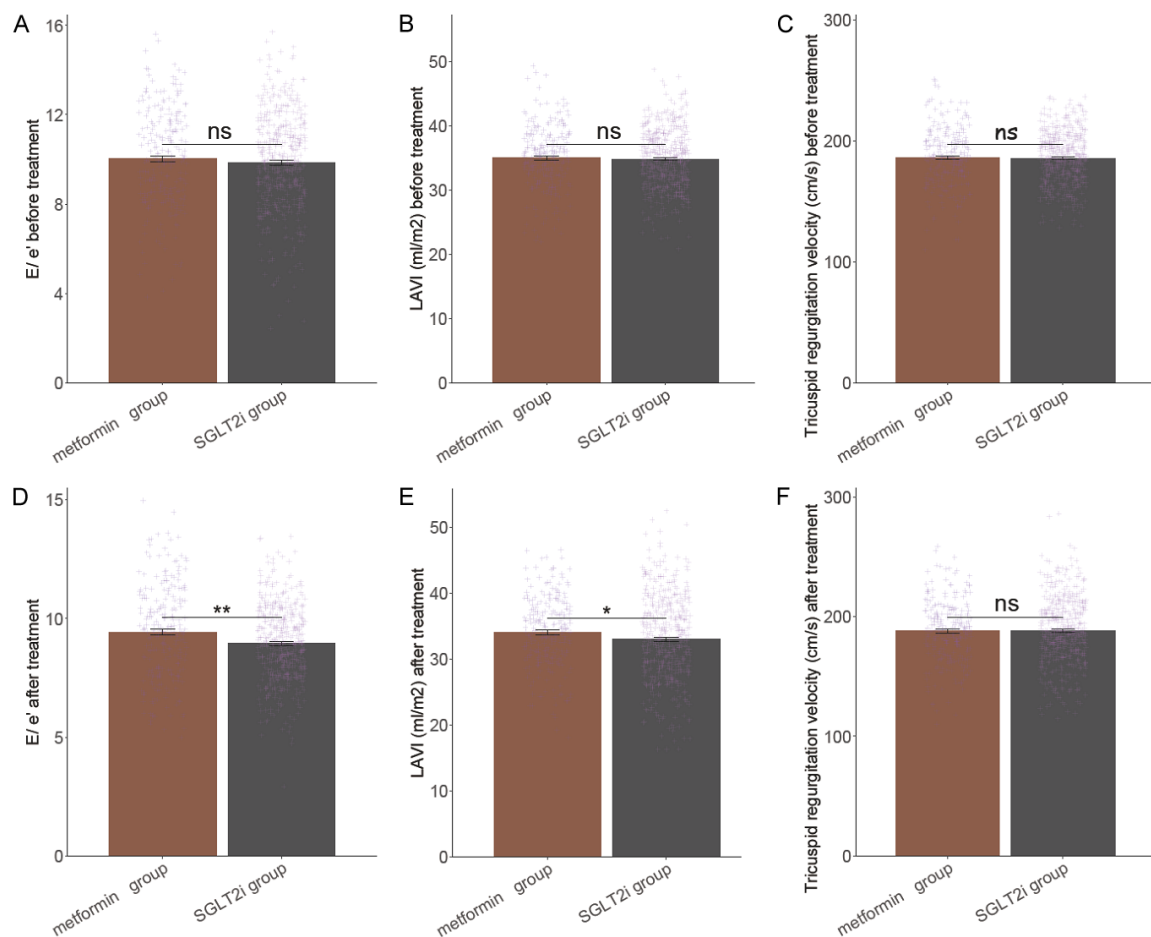 A
E/ e' before treatment
16
12
8
4
0
ns
metformin group
SGLT2i group
B
LAVI (ml/m2) before treatment
50
40
30
20
10
0
ns
metformin group
SGLT2i group
C
Tricuspid regurgitation velocity (cm/s) before treatment
300
200
100
0
ns
metformin group
SGLT2i group
D
E/ e' after treatment
15
10
5
0
**
metformin group
SGLT2i group
E
LAVI (ml/m2) after treatment
50
40
30
20
10
0
*
metformin group
SGLT2i group
F
Tricuspid regurgitation velocity (cm/s) after treatment
300
200
100
0
ns
metformin group
SGLT2i group